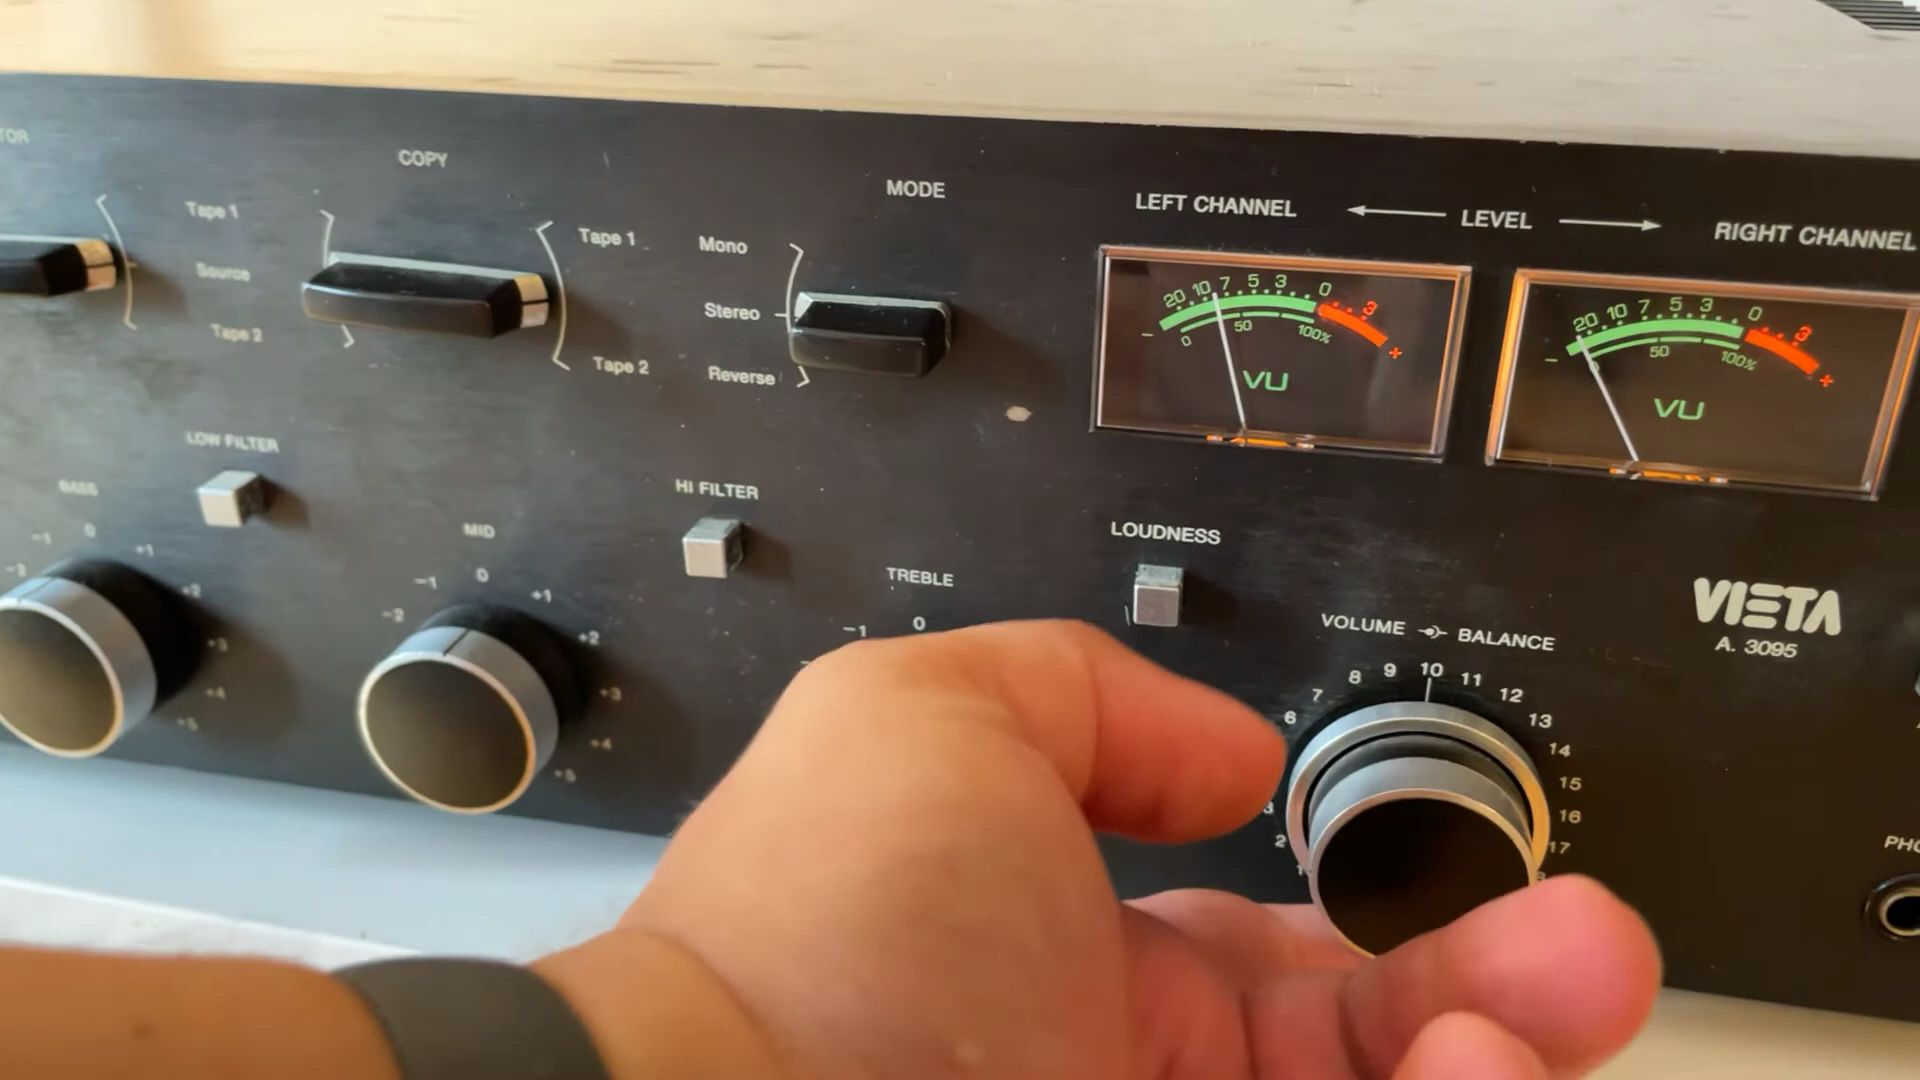 TOR
COPY
MODE
LEFT CHANNEL
LEVEL
RIGHT CHANNEL
Tape 1
Source
Tape 2
Tape 1
Tape 2
Mono
Stereo
Reverse
20 10 7 5 3 0 3
- 0 50 100% +
VU
20 10 7 5 3 0 3
- 50 100% +
VU
LOW FILTER
HI FILTER
LOUDNESS
BASS
-2 -1 0 +1 +2 +3 +4 +5
MID
-2 -1 0 +1 +2 +3 +4 +5
TREBLE
-1 0
VOLUME BALANCE
1 2 3 6 7 8 9 10 11 12 13 14 15 16 17
VIETA
A. 3095
PHO